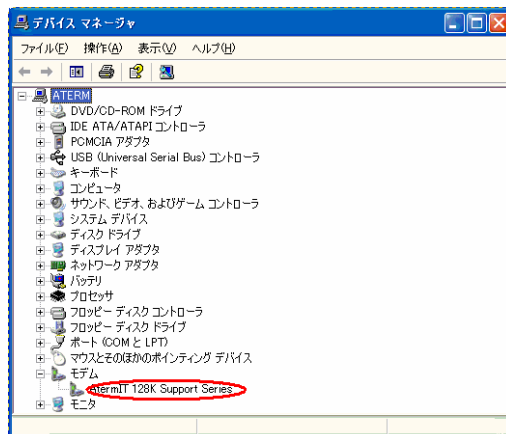 デバイス マネージャ
ファイル(F) 操作(A) 表示(V) ヘルプ(H)
ATERM
DVD/CD-ROM ドライブ
IDE ATA/ATAPI コントローラ
PCMCIA アダプタ
USB (Universal Serial Bus) コントローラ
キーボード
コンピュータ
サウンド、ビデオ、およびゲーム コントローラ
システム デバイス
ディスク ドライブ
ディスプレイ アダプタ
ネットワーク アダプタ
バッテリ
プロセッサ
フロッピー ディスク コントローラ
フロッピー ディスク ドライブ
ポート (COM と LPT)
マウスとそのほかのポインティング デバイス
モデム
AtermIT 128K Support Series
モニタ